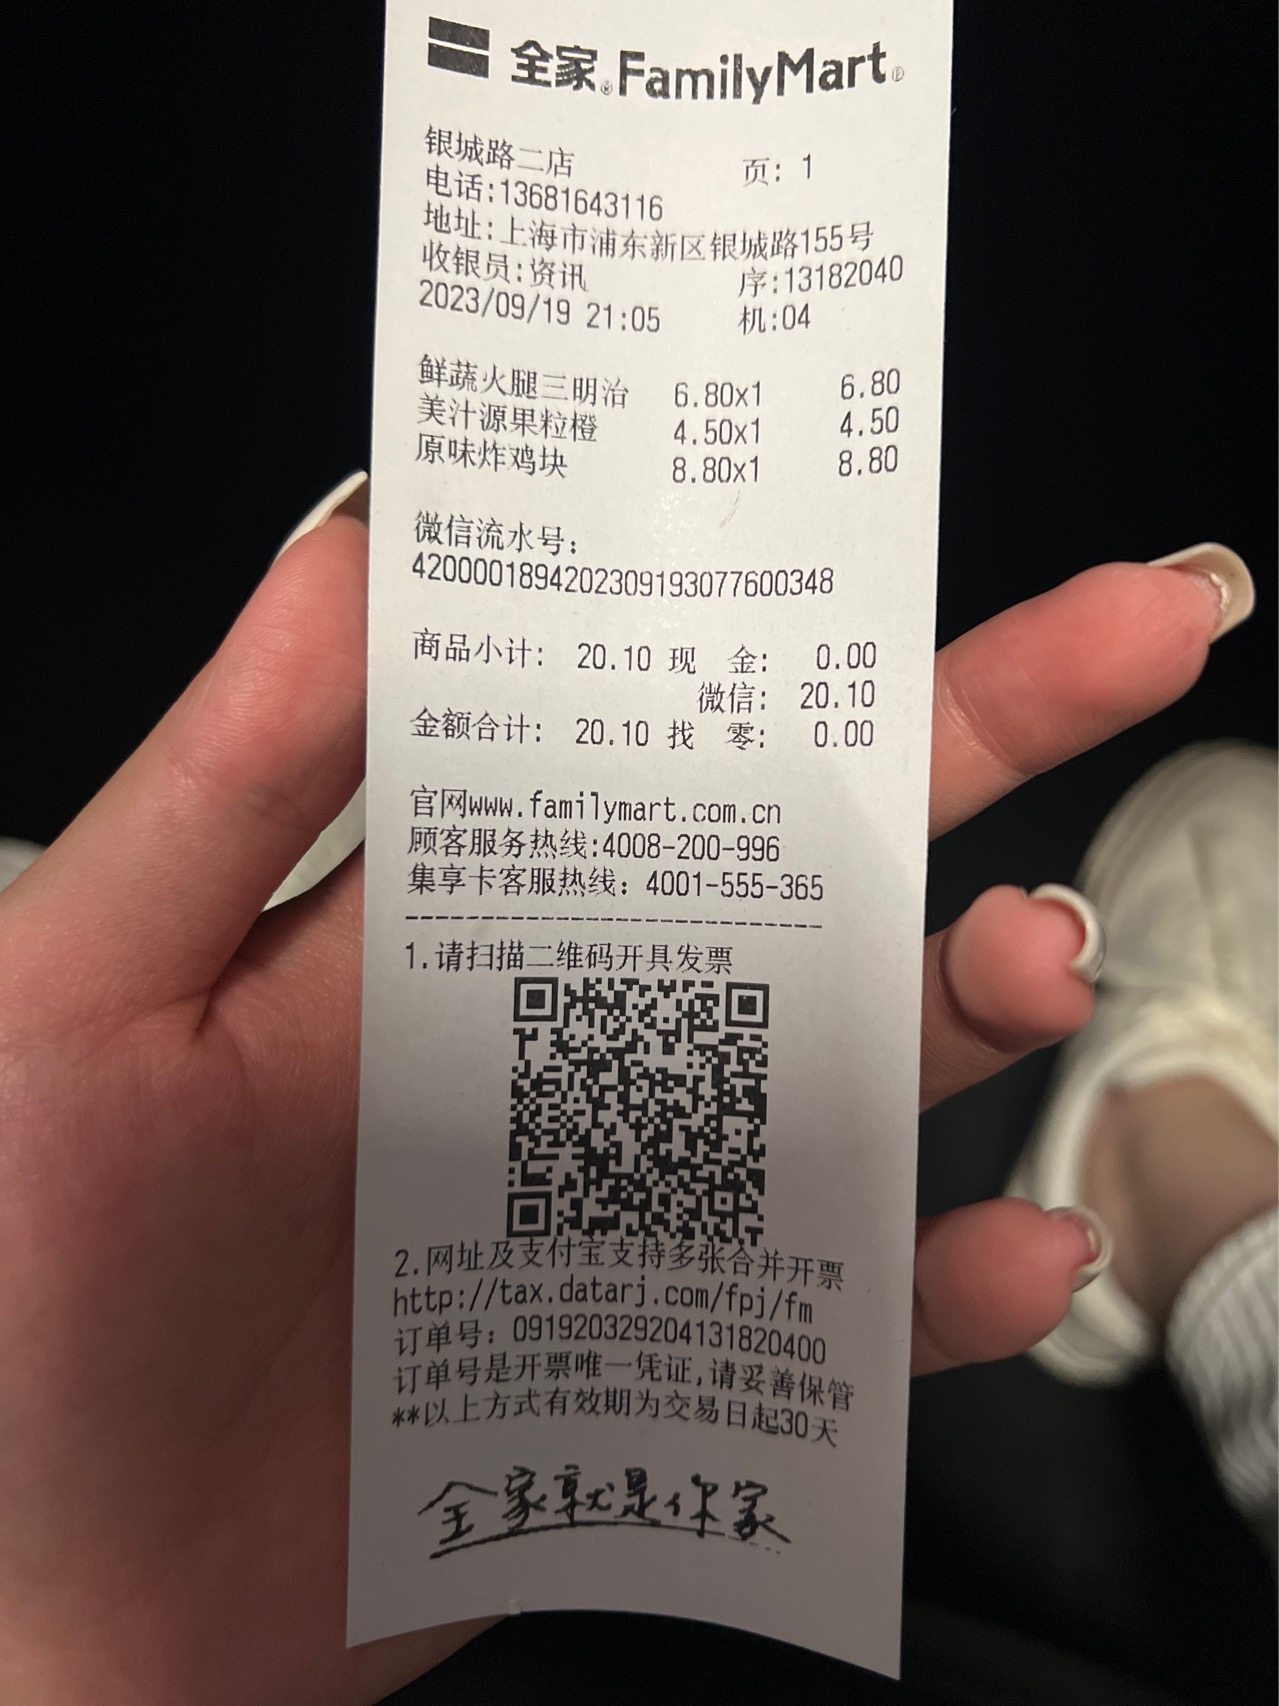 全家® FamilyMart®
银城路二店 页: 1
电话:13681643116
地址:上海市浦东新区银城路155号
收银员:资讯 序:13182040
2023/09/19 21:05 机:04
鲜蔬火腿三明治 6.80x1 6.80
美汁源果粒橙 4.50x1 4.50
原味炸鸡块 8.80x1 8.80
微信流水号:
4200001894202309193077600348
商品小计: 20.10 现 金: 0.00
微信: 20.10
金额合计: 20.10 找 零: 0.00
官网www.familymart.com.cn
顾客服务热线:4008-200-996
集享卡客服热线: 4001-555-365
----------------------------
1.请扫描二维码开具发票
2.网址及支付宝支持多张合并开票
http://tax.datarj.com/fpj/fm
订单号: 091920329204131820400
订单号是开票唯一凭证,请妥善保管
**以上方式有效期为交易日起30天
全家就是你家